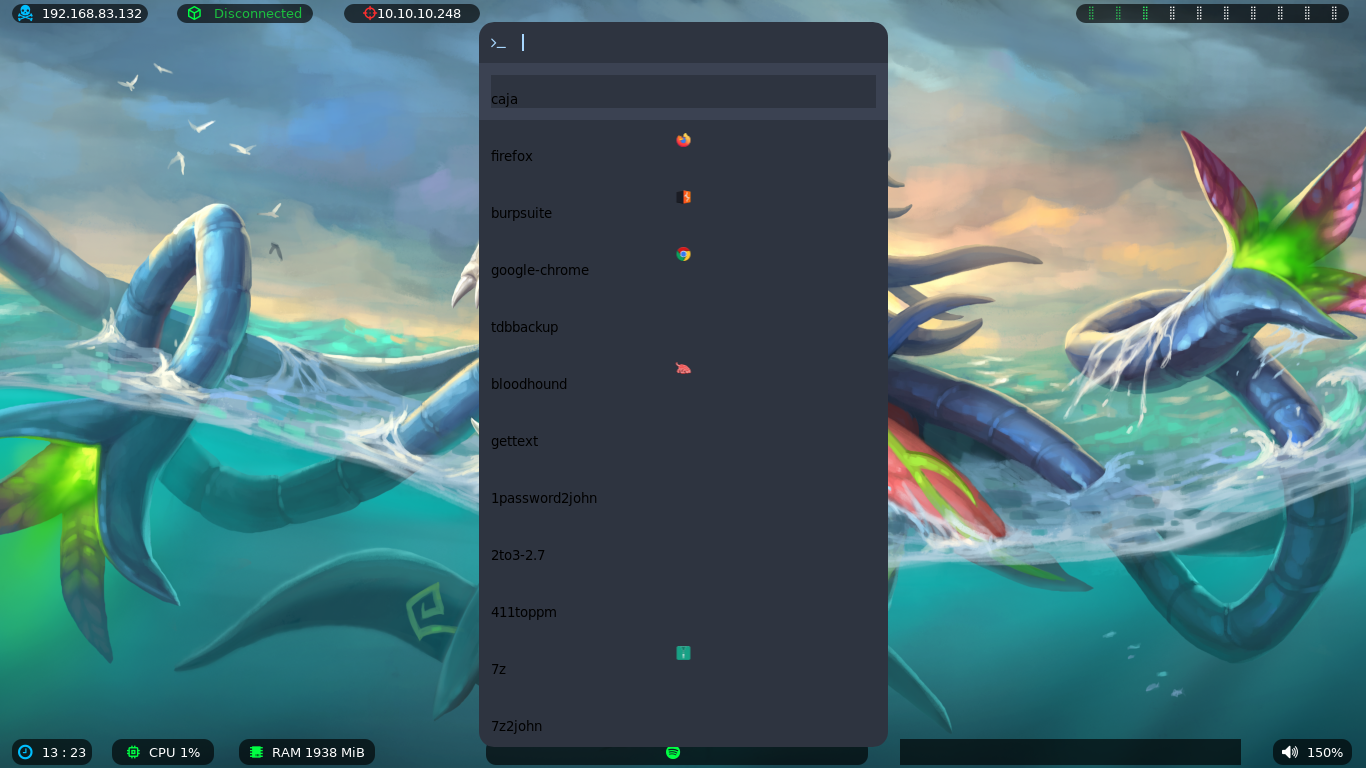 192.168.83.132
Disconnected
10.10.10.248
>_
caja
firefox
burpsuite
google-chrome
tdbbackup
bloodhound
gettext
1password2john
2to3-2.7
411toppm
7z
7z2john
13 : 23
CPU 1%
RAM 1938 MiB
150%